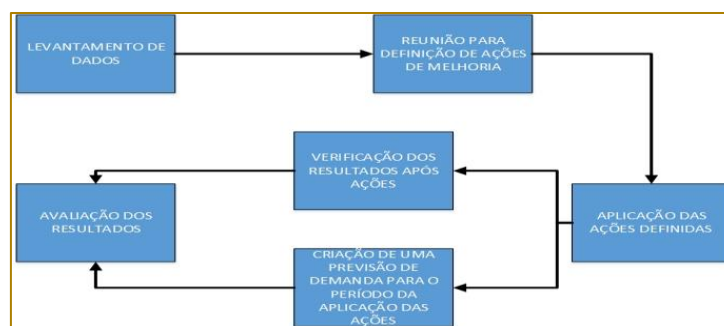 LEVANTAMENTO DE
DADOS
REUNIÃO PARA
DEFINIÇÃO DE AÇÕES
DE MELHORIA
VERIFICAÇÃO DOS
RESULTADOS APÓS
AÇÕES
AVALIAÇÃO DOS
RESULTADOS
APLICAÇÃO DAS
AÇÕES DEFINIDAS
CRIAÇÃO DE UMA
PREVISÃO DE
DEMANDA PARA O
PERÍODO DA
APLICAÇÃO DAS
AÇÕES